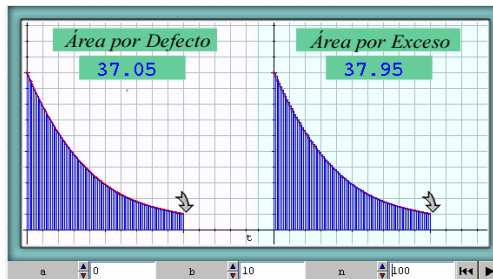 Área por Defecto
Área por Exceso
37.05
37.95
t
a 0 b 10 n 100